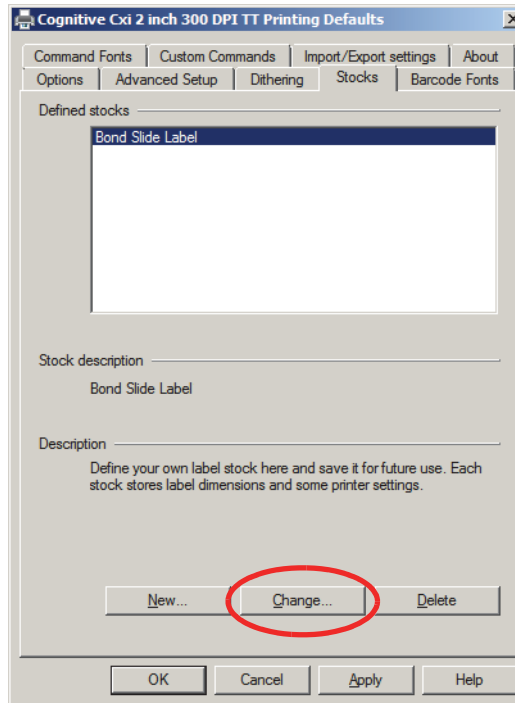 Cognitive Cxi 2 inch 300 DPI TT Printing Defaults
Command Fonts Custom Commands Import/Export settings About
Options Advanced Setup Dithering Stocks Barcode Fonts
Defined stocks
Bond Slide Label
Stock description
Bond Slide Label
Description
Define your own label stock here and save it for future use. Each
stock stores label dimensions and some printer settings.
New... Change... Delete
OK Cancel Apply Help